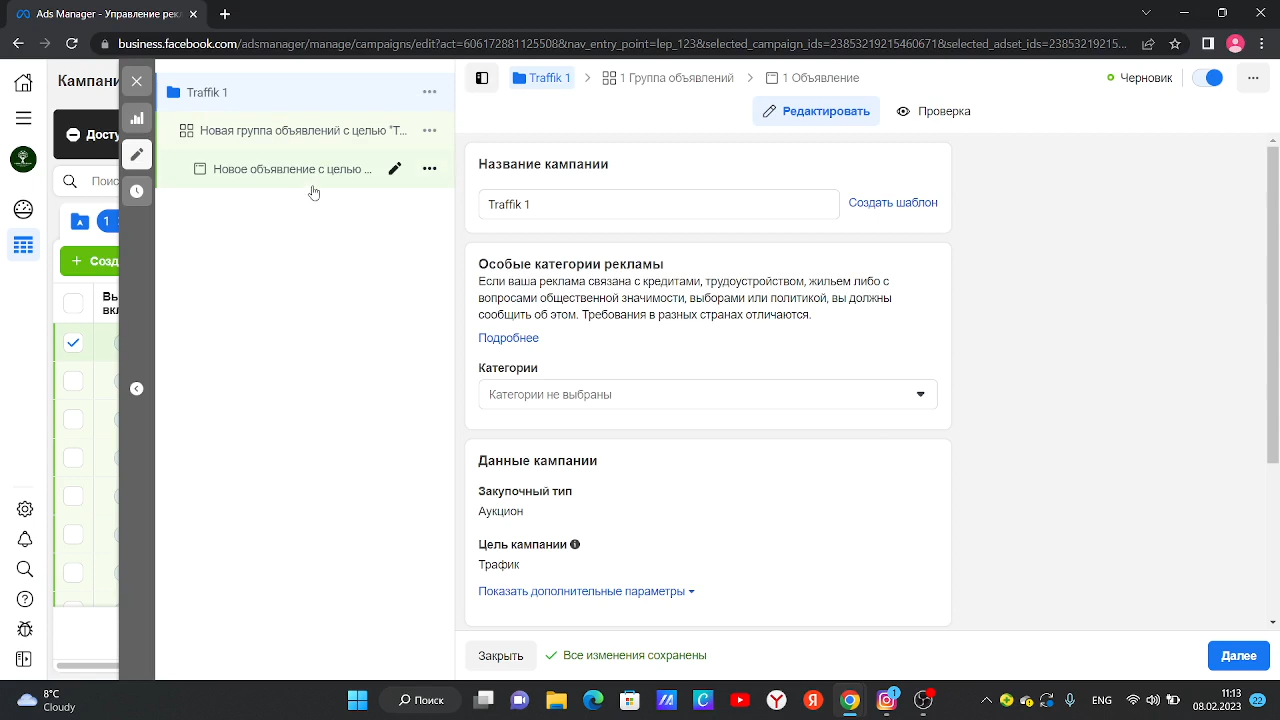 Ads Manager - Управление рек
business.facebook.com/adsmanager/manage/campaigns/edit?act=606172881125508&nav_entry_point=lep_123&selected_campaign_ids=23853219215460671&selected_adset_ids=23853219215...
Кампани
Досту
Поис
1
+ Созд
Вы
вкл
Traffik 1
Новая группа объявлений с целью "Т...
Новое объявление с целью ...
Traffik 1
1 Группа объявлений
1 Объявление
Черновик
Редактировать
Проверка
Название кампании
Traffik 1
Создать шаблон
Особые категории рекламы
Если ваша реклама связана с кредитами, трудоустройством, жильем либо с
вопросами общественной значимости, выборами или политикой, вы должны
сообщить об этом. Требования в разных странах отличаются.
Подробнее
Категории
Категории не выбраны
Данные кампании
Закупочный тип
Аукцион
Цель кампании
Трафик
Показать дополнительные параметры
Закрыть
Все изменения сохранены
Далее
8°C
Cloudy
Поиск
1
ENG
11:13
08.02.2023
22